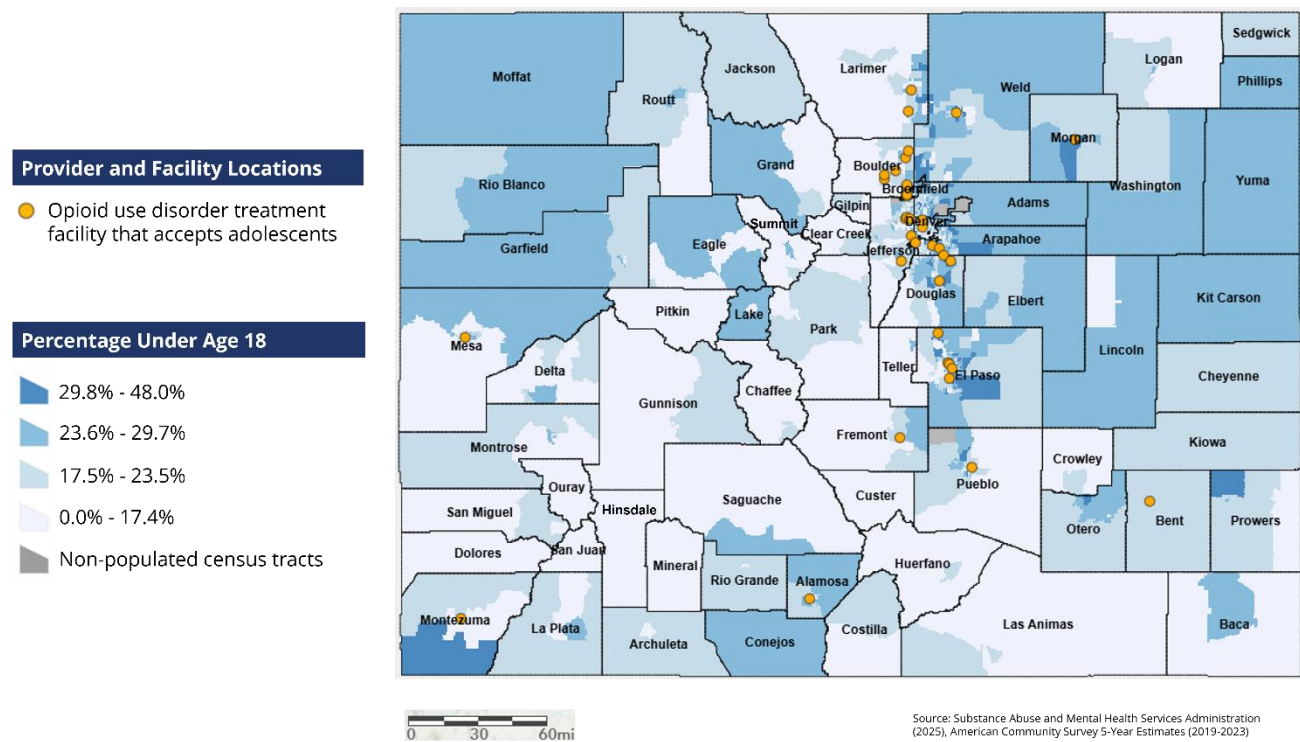 Provider and Facility Locations
Opioid use disorder treatment
facility that accepts adolescents
Percentage Under Age 18
29.8% - 48.0%
23.6% - 29.7%
17.5% - 23.5%
0.0% - 17.4%
Non-populated census tracts
Sedgwick
Logan
Jackson
Larimer
Moffat
Phillips
Weld
Routt
Morgan
Grand
Boulder
Yuma
Rio Blanco
Washington
Broomfield
Adams
Gilpin
Summit
Denver
Clear Creek
Arapahoe
Eagle
Garfield
Jefferson
Douglas
Kit Carson
Elbert
Pitkin
Lake
Park
Mesa
Lincoln
Teller
Delta
El Paso
Cheyenne
Chaffee
Gunnison
Fremont
Kiowa
Montrose
Crowley
Pueblo
Ouray
Custer
Saguache
Hinsdale
San Miguel
Bent
Prowers
Otero
San Juan
Dolores
Huerfano
Mineral
Rio Grande
Alamosa
Montezuma
Las Animas
Baca
La Plata
Costilla
Conejos
Archuleta
0 30 60mi
Source: Substance Abuse and Mental Health Services Administration
(2025), American Community Survey 5-Year Estimates (2019-2023)